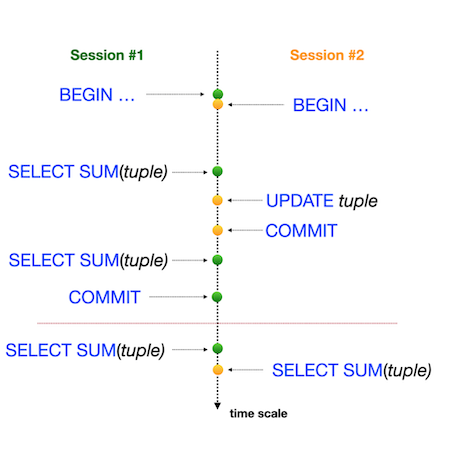 Session #1
Session #2
BEGIN …
BEGIN …
SELECT SUM(tuple)
UPDATE tuple
COMMIT
SELECT SUM(tuple)
COMMIT
SELECT SUM(tuple)
SELECT SUM(tuple)
time scale